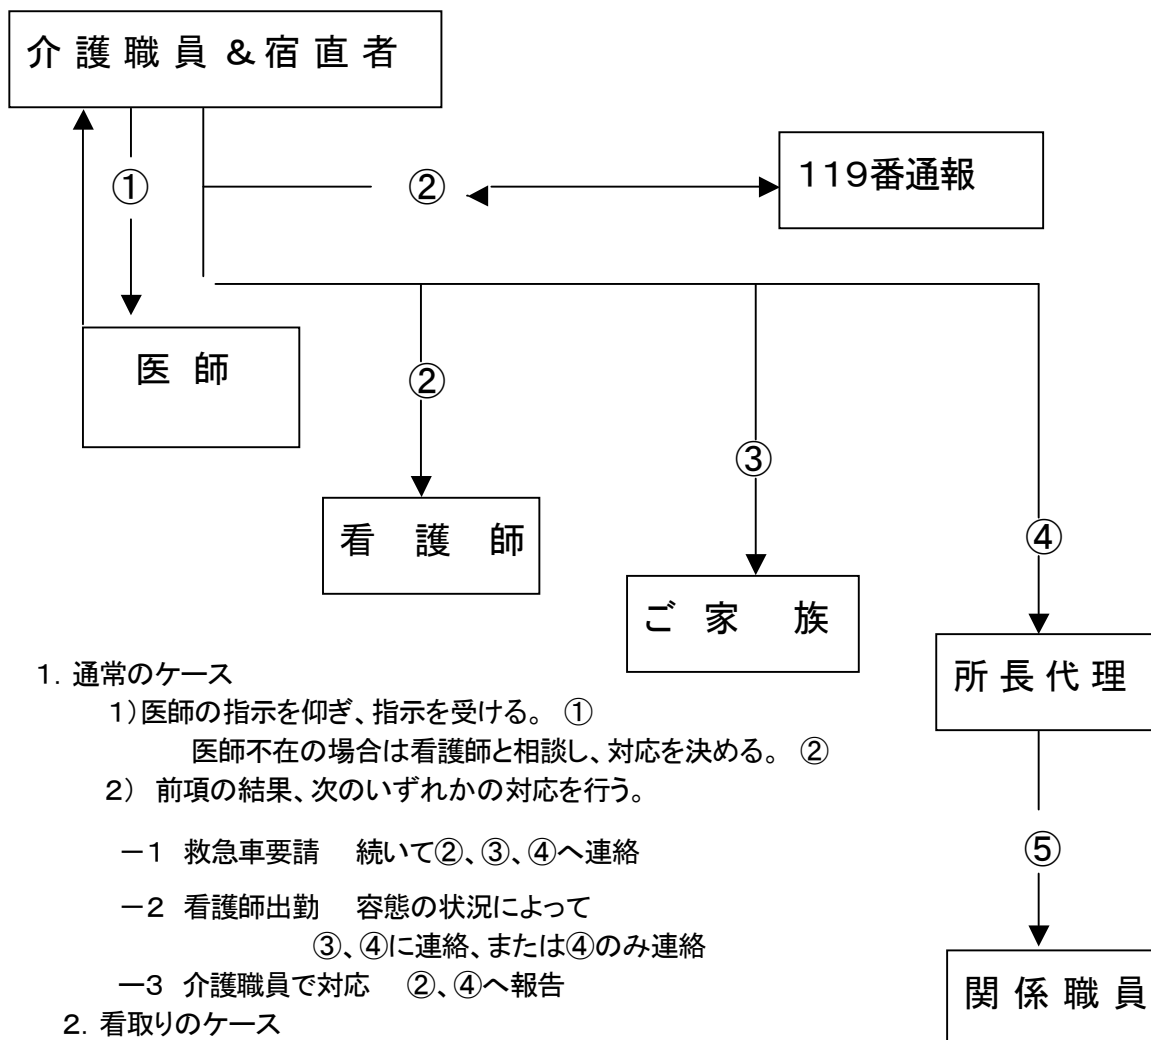 介護職員&宿直者
119番通報
①
②
医師
②
③
④
看護師
ご家族
所長代理
1. 通常のケース
1)医師の指示を仰ぎ、指示を受ける。 ①
医師不在の場合は看護師と相談し、対応を決める。 ②
2) 前項の結果、次のいずれかの対応を行う。
-1 救急車要請 続いて②、③、④へ連絡
⑤
-2 看護師出勤 容態の状況によって
③、④に連絡、または④のみ連絡
-3 介護職員で対応 ②、④へ報告
関係職員
2. 看取りのケース